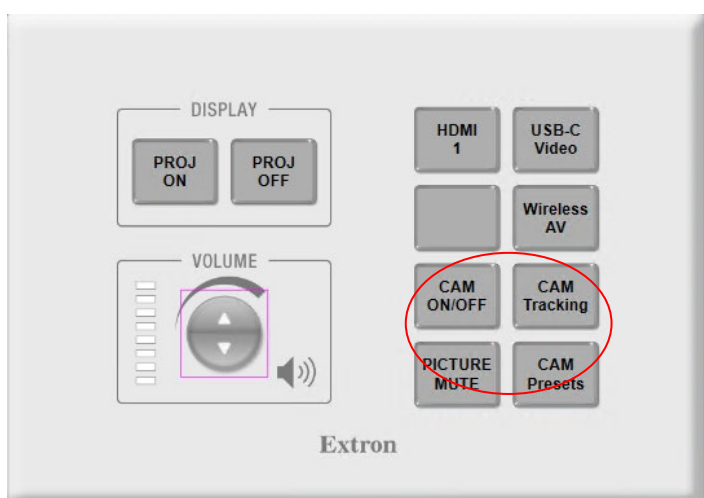 DISPLAY
PROJ
ON
PROJ
OFF
VOLUME
HDMI
1
USB-C
Video
Wireless
AV
CAM
ON/OFF
CAM
Tracking
PICTURE
MUTE
CAM
Presets
Extron